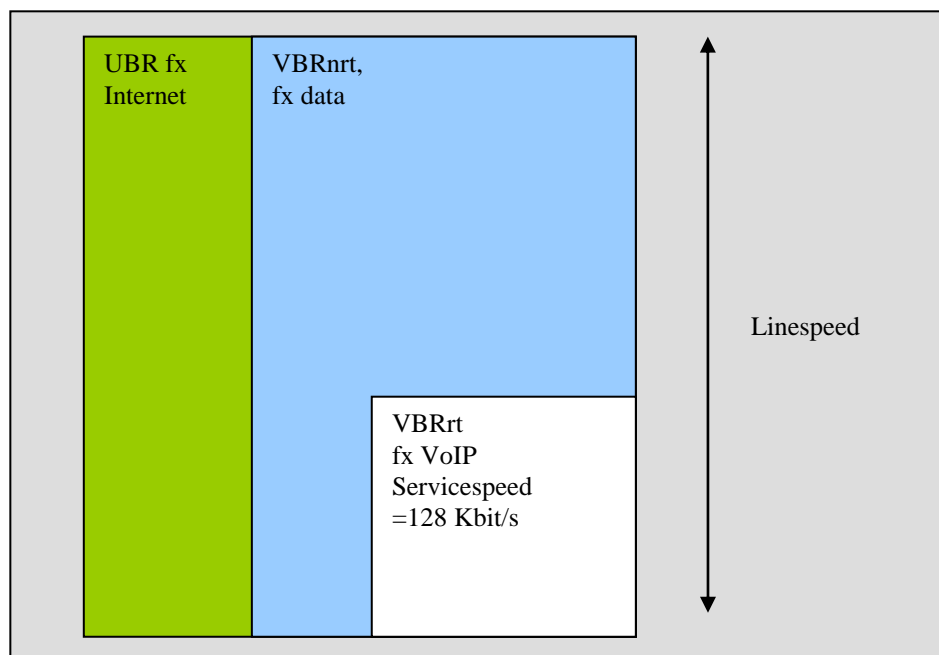 UBR fx
Internet
VBRnrt,
fx data
Linespeed
VBRrt
fx VoIP
Servicespeed
=128 Kbit/s